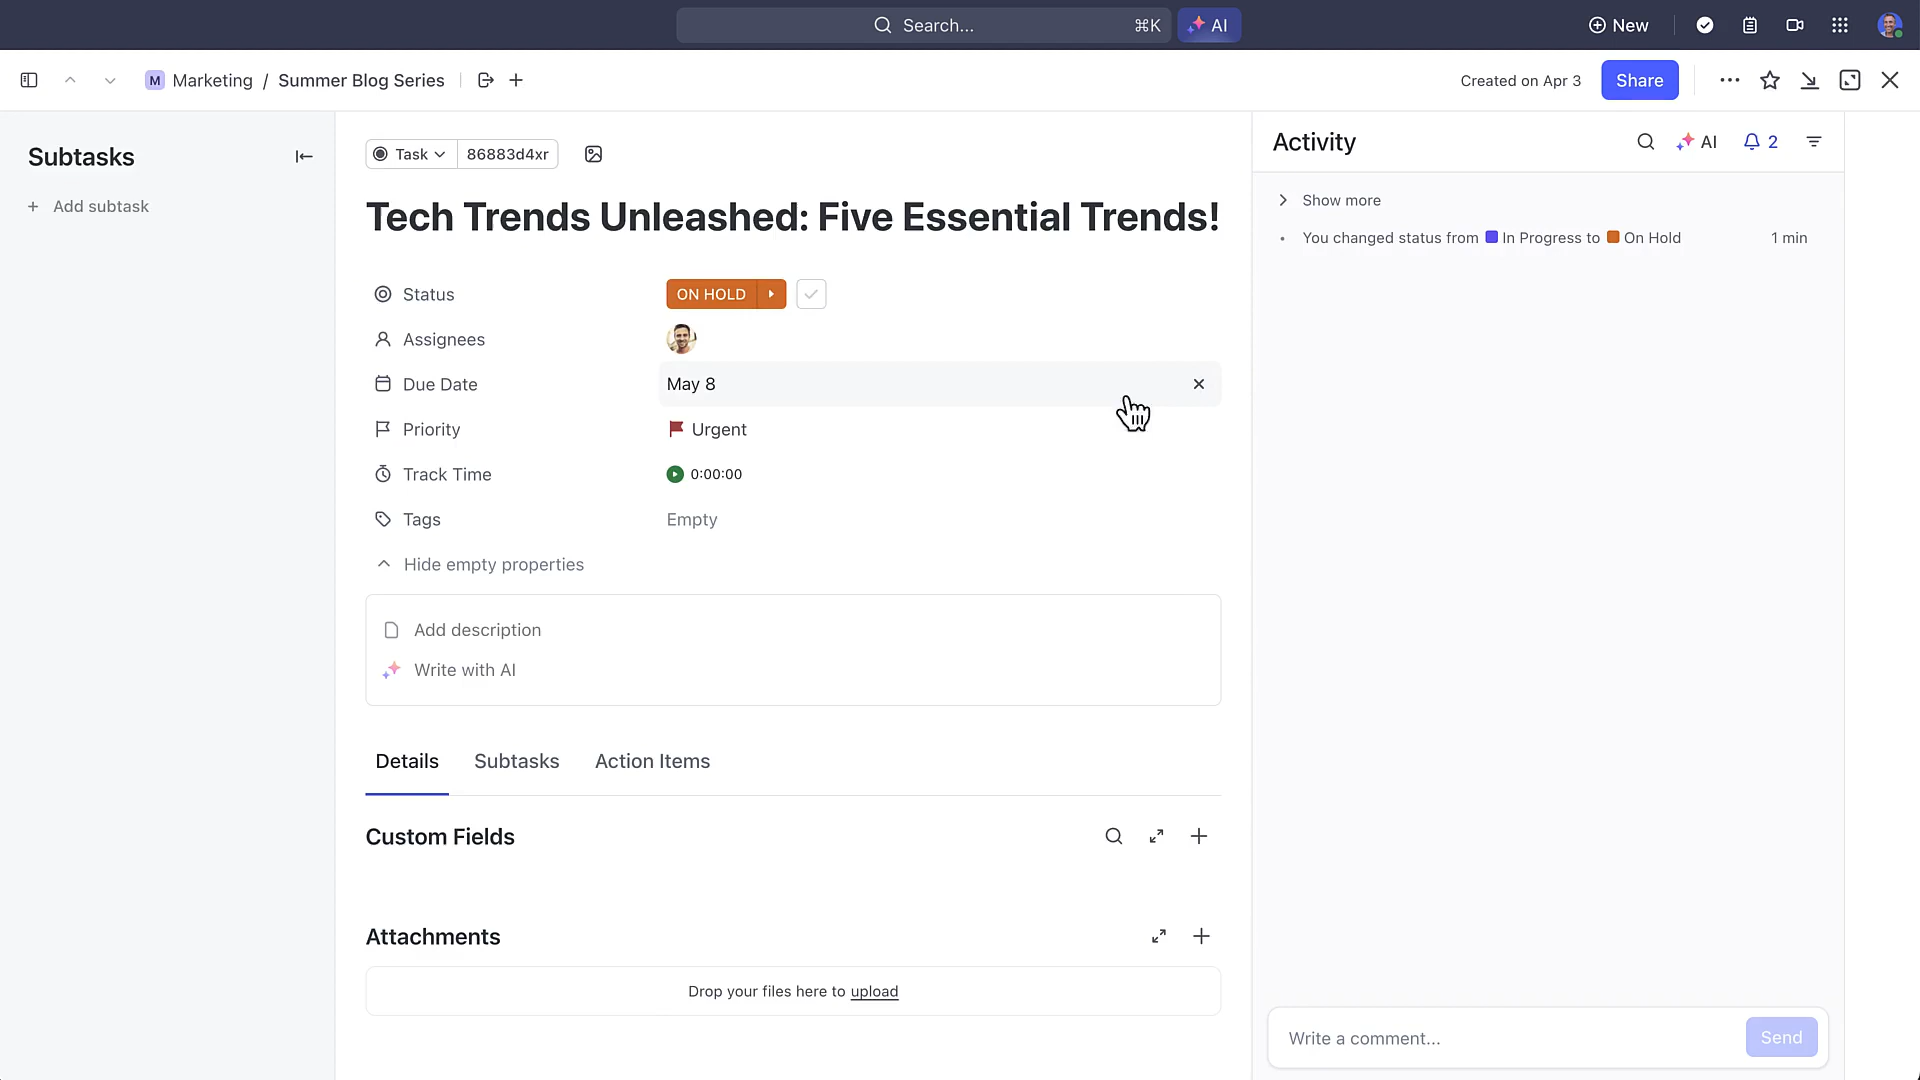 Search... ⌘K AI New
M Marketing / Summer Blog Series Created on Apr 3 Share
Subtasks
+ Add subtask
Task 86883d4xr
Tech Trends Unleashed: Five Essential Trends!
Status ON HOLD
Assignees
Due Date May 8
Priority Urgent
Track Time 0:00:00
Tags Empty
Hide empty properties
Add description
Write with AI
Details Subtasks Action Items
Custom Fields
Attachments
Drop your files here to upload
Activity AI 2
Show more
• You changed status from In Progress to On Hold 1 min
Write a comment... Send